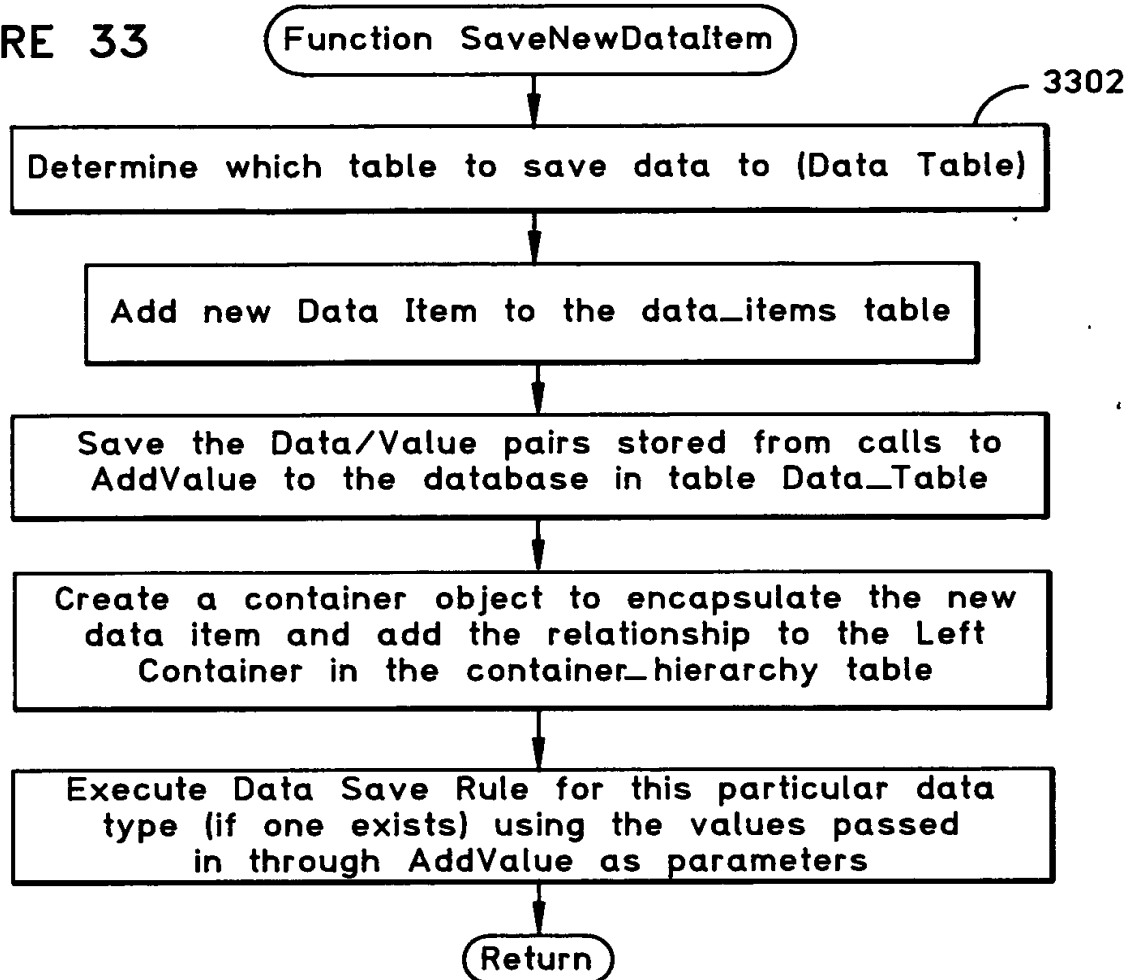 RE 33
Function SaveNewDataItem
3302
Determine which table to save data to (Data Table)
Add new Data Item to the data_items table
Save the Data/Value pairs stored from calls to
AddValue to the database in table Data_Table
Create a container object to encapsulate the new
data item and add the relationship to the Left
Container in the container_hierarchy table
Execute Data Save Rule for this particular data
type (if one exists) using the values passed
in through AddValue as parameters
Return